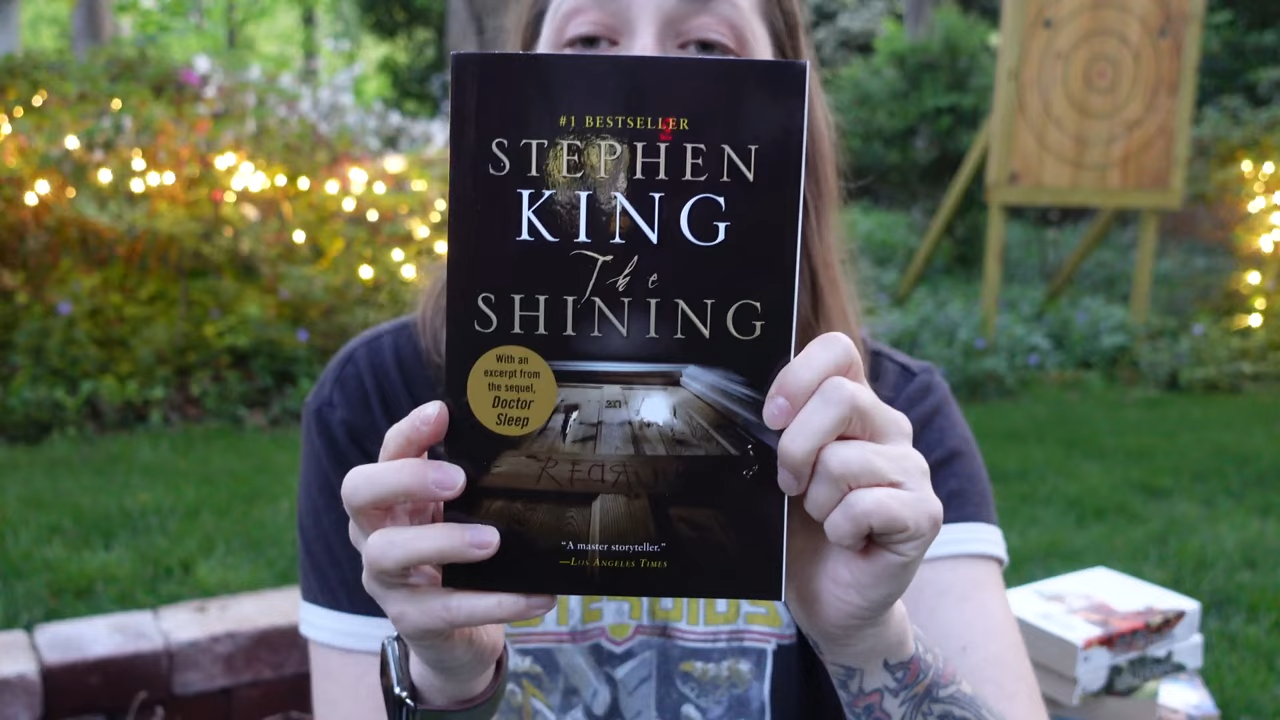 #1 BESTSELLER
STEPHEN
KING
The
SHINING
With an
excerpt from
the sequel,
Doctor
Sleep
"A master storyteller."
—LOS ANGELES TIMES